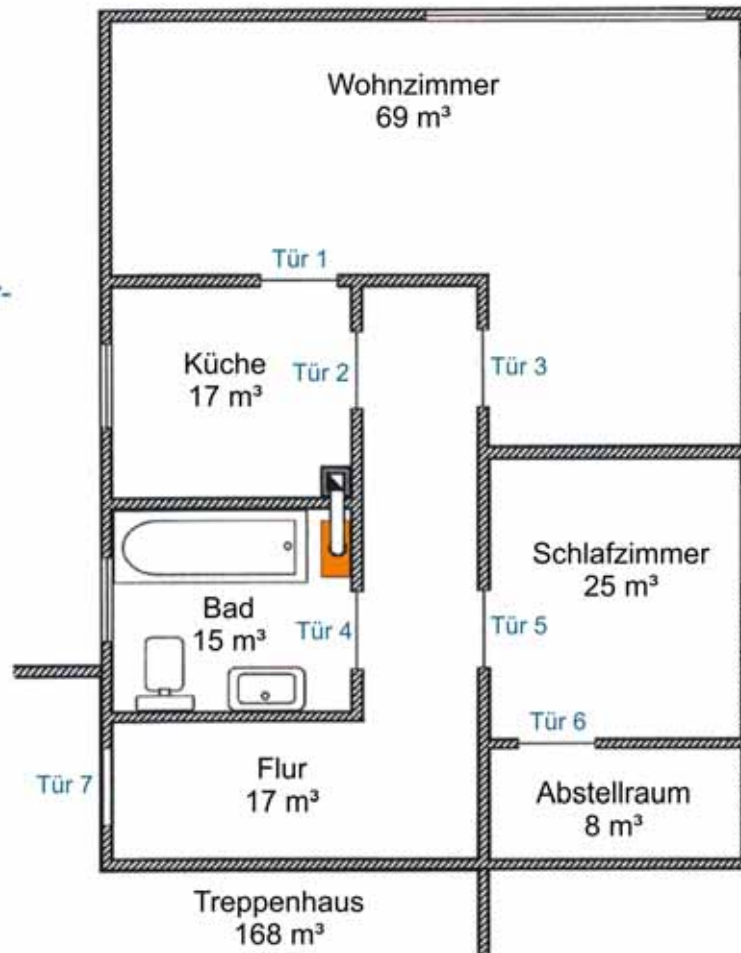 Wohnzimmer
69 m³
Tür 1
Küche
17 m³
Tür 2
Tür 3
Schlafzimmer
25 m³
Bad
15 m³
Tür 4
Tür 5
Tür 6
Tür 7
Flur
17 m³
Abstellraum
8 m³
Treppenhaus
168 m³